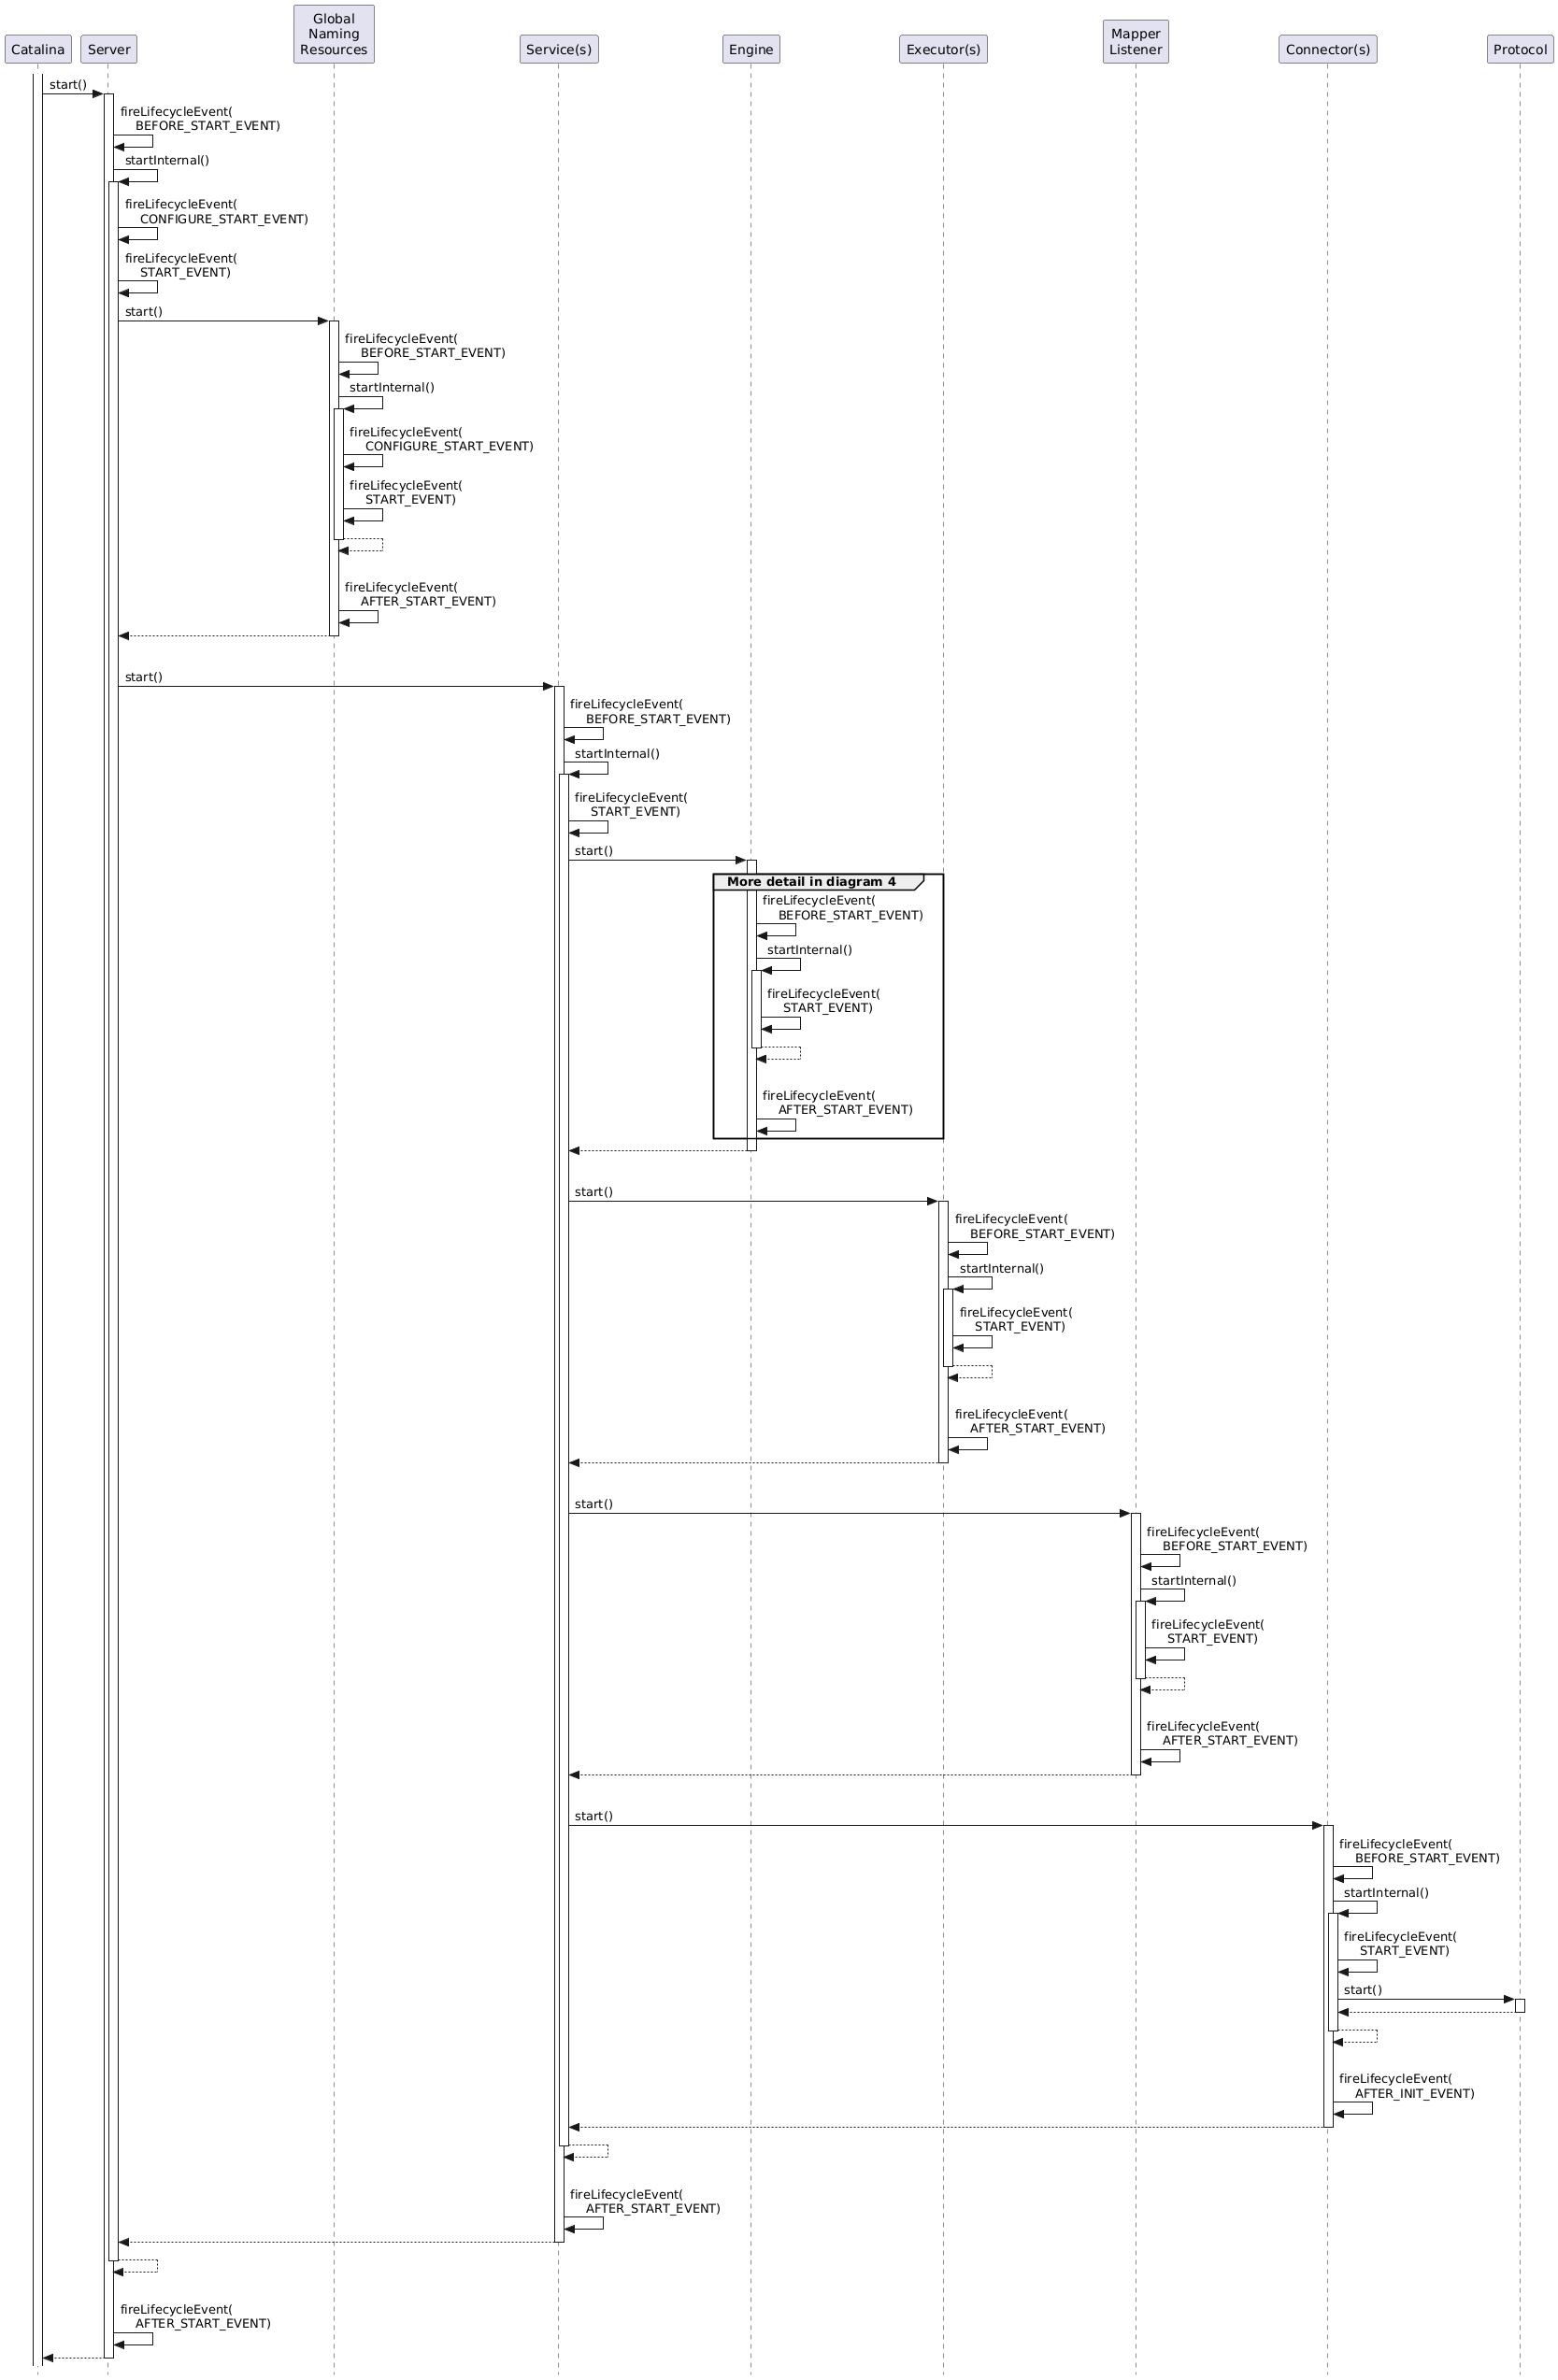 Catalina
Server
Global
Naming
Resources
Service(s)
Engine
Executor(s)
Mapper
Listener
Connector(s)
Protocol
start()
fireLifecycleEvent(
BEFORE_START_EVENT)
startInternal()
fireLifecycleEvent(
CONFIGURE_START_EVENT)
fireLifecycleEvent(
START_EVENT)
start()
fireLifecycleEvent(
BEFORE_START_EVENT)
startInternal()
fireLifecycleEvent(
CONFIGURE_START_EVENT)
fireLifecycleEvent(
START_EVENT)
fireLifecycleEvent(
AFTER_START_EVENT)
start()
fireLifecycleEvent(
BEFORE_START_EVENT)
startInternal()
fireLifecycleEvent(
START_EVENT)
start()
More detail in diagram 4
fireLifecycleEvent(
BEFORE_START_EVENT)
startInternal()
fireLifecycleEvent(
START_EVENT)
fireLifecycleEvent(
AFTER_START_EVENT)
start()
fireLifecycleEvent(
BEFORE_START_EVENT)
startInternal()
fireLifecycleEvent(
START_EVENT)
fireLifecycleEvent(
AFTER_START_EVENT)
start()
fireLifecycleEvent(
BEFORE_START_EVENT)
startInternal()
fireLifecycleEvent(
START_EVENT)
fireLifecycleEvent(
AFTER_START_EVENT)
start()
fireLifecycleEvent(
BEFORE_START_EVENT)
startInternal()
fireLifecycleEvent(
START_EVENT)
start()
fireLifecycleEvent(
AFTER_INIT_EVENT)
fireLifecycleEvent(
AFTER_START_EVENT)
fireLifecycleEvent(
AFTER_START_EVENT)